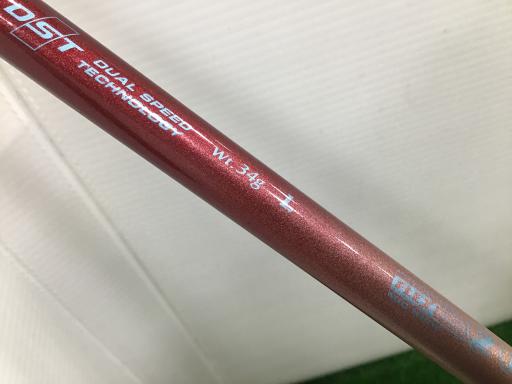 DST
DUAL SPEED
TECHNOLOGY
Wt. 34g
L